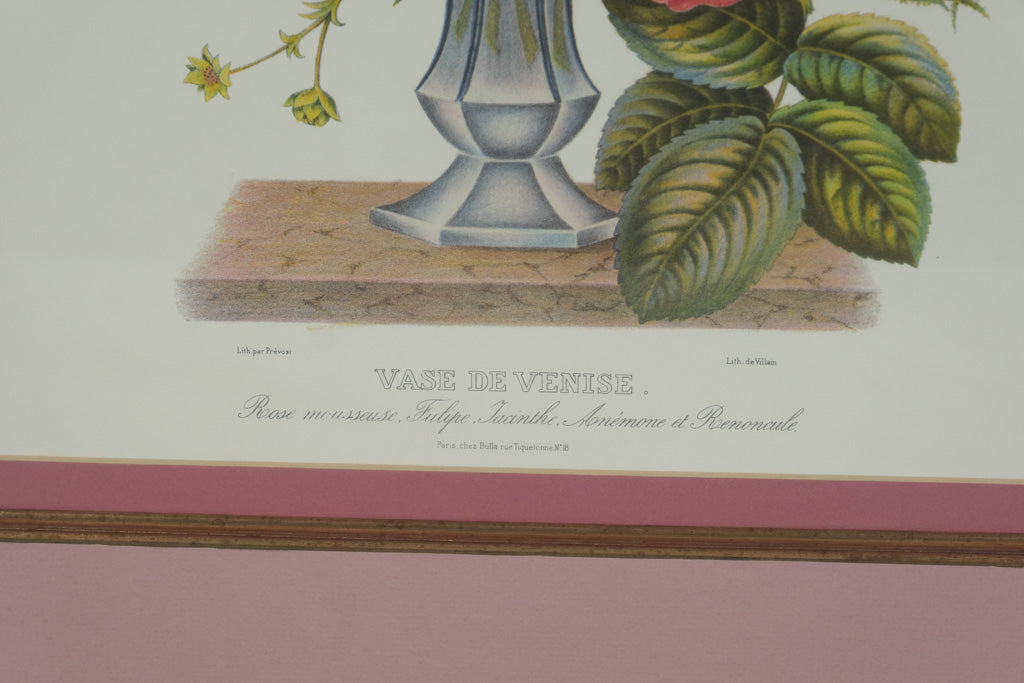 Lith. par Prévost
Lith. de Villain
VASE DE VENISE.
Rose mousseuse, Tulipe, Jacinthe, Anémone et Renoncule.
Paris, chez Bulla, rue Tiquetonne, N° 18